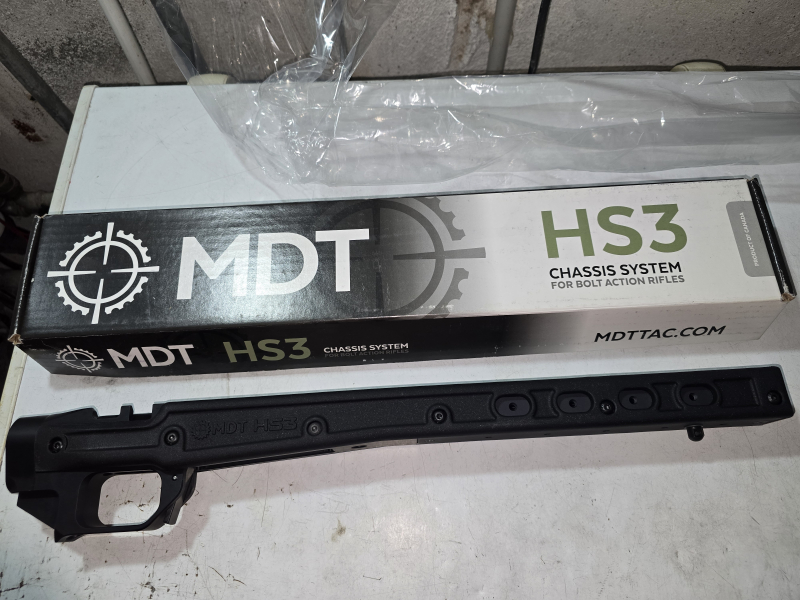 MDT
HS3
CHASSIS SYSTEM
FOR BOLT ACTION RIFLES
PRODUCT OF CANADA
MDT HS3 CHASSIS SYSTEM
FOR BOLT ACTION RIFLES
MDTTAC.COM
MDT HS3